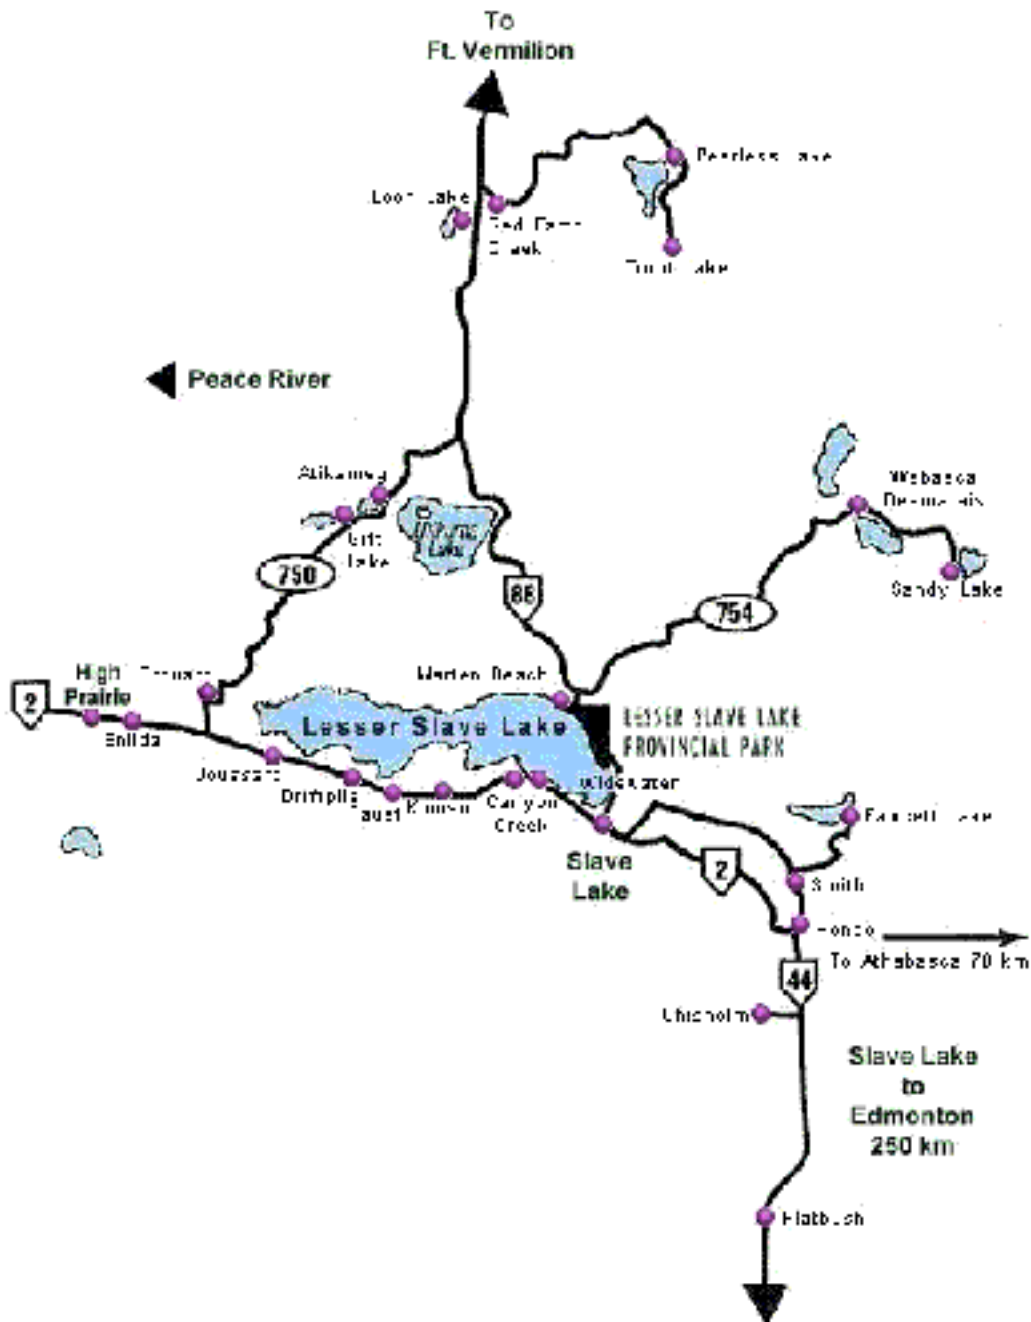 To
Ft. Vermilion
Peerless Lake
Loon Lake
Red Earth
Creek
Trout Lake
Peace River
Atikameg
Wabasca
Desmarais
Gift
Lake
Utikuma
Lake
750
88
Sandy Lake
754
High
Prairie
2
Marten Beach
Lesser Slave Lake
LESSER SLAVE LAKE
PROVINCIAL PARK
Enilda
Joussard
Driftpile
Faust
Kinuso
Canyon
Creek
Widewater
Slave
Lake
Fawcett Lake
2
Smith
Hondo
To Athabasca 70 km
44
Chisholm
Slave Lake
to
Edmonton
250 km
Flatbush